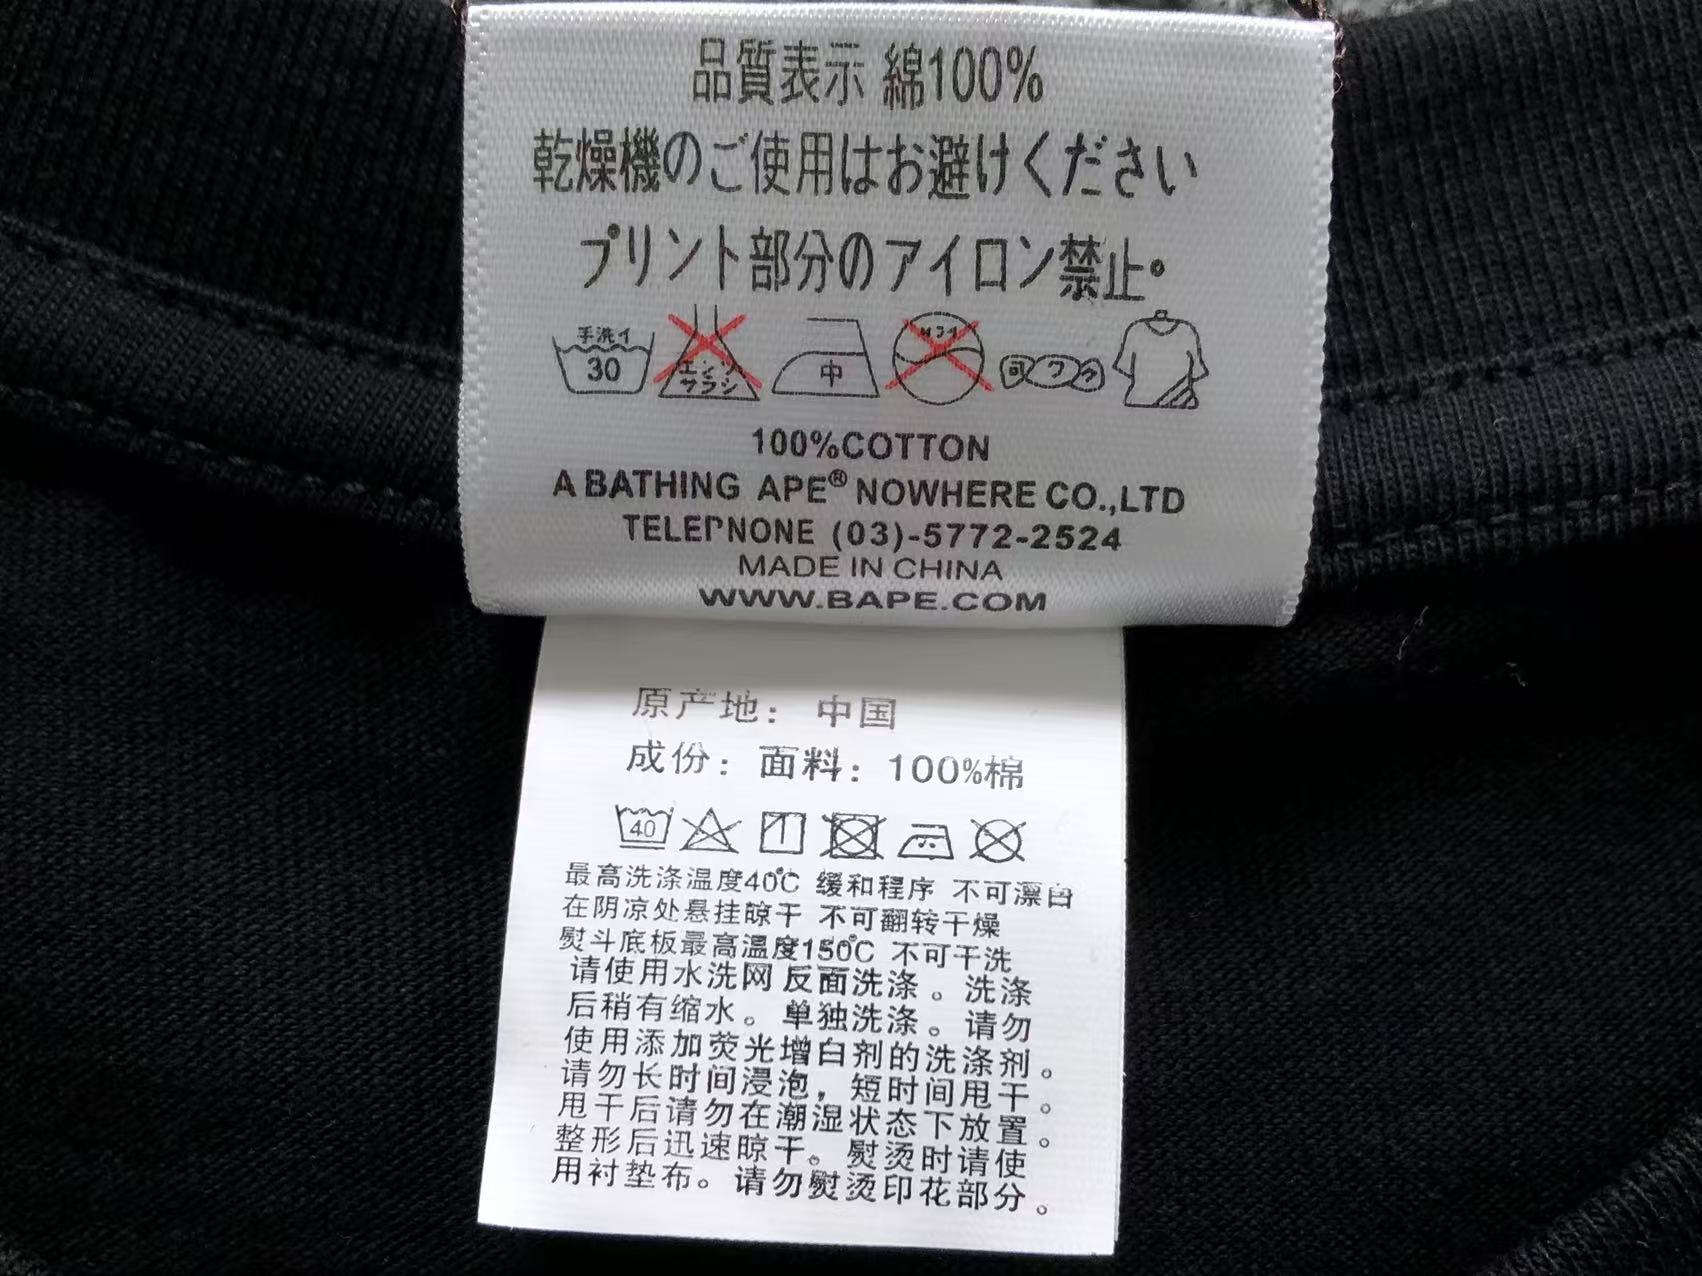 品質表示 綿100%
乾燥機のご使用はお避けください
プリント部分のアイロン禁止。
手洗イ
30
エンソ
サラシ
中
100%COTTON
A BATHING APE® NOWHERE CO.,LTD
TELEPNONE (03)-5772-2524
MADE IN CHINA
WWW.BAPE.COM
原产地：中国
成份：面料：100%棉
40
最高洗涤温度40℃ 缓和程序 不可漂白
在阴凉处悬挂晾干 不可翻转干燥
熨斗底板最高温度150℃ 不可干洗
请使用水洗网反面洗涤。洗涤
后稍有缩水。单独洗涤。请勿
使用添加荧光增白剂的洗涤剂。
请勿长时间浸泡，短时间甩干。
甩干后请勿在潮湿状态下放置。
整形后迅速晾干。熨烫时请使
用衬垫布。请勿熨烫印花部分。